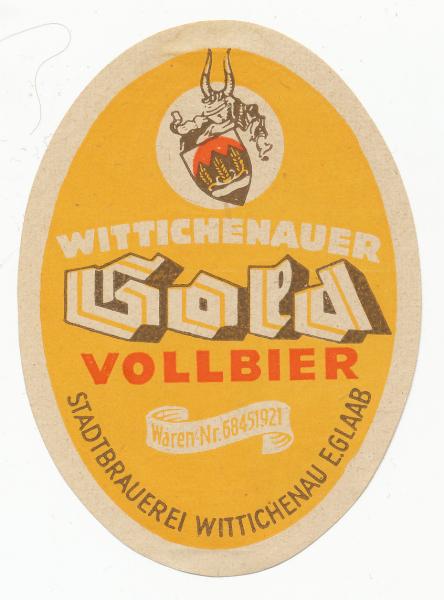 WITTICHENAUER
Gold
VOLLBIER
Waren-Nr. 68451921
STADTBRAUEREI WITTICHENAU E.GLAAB